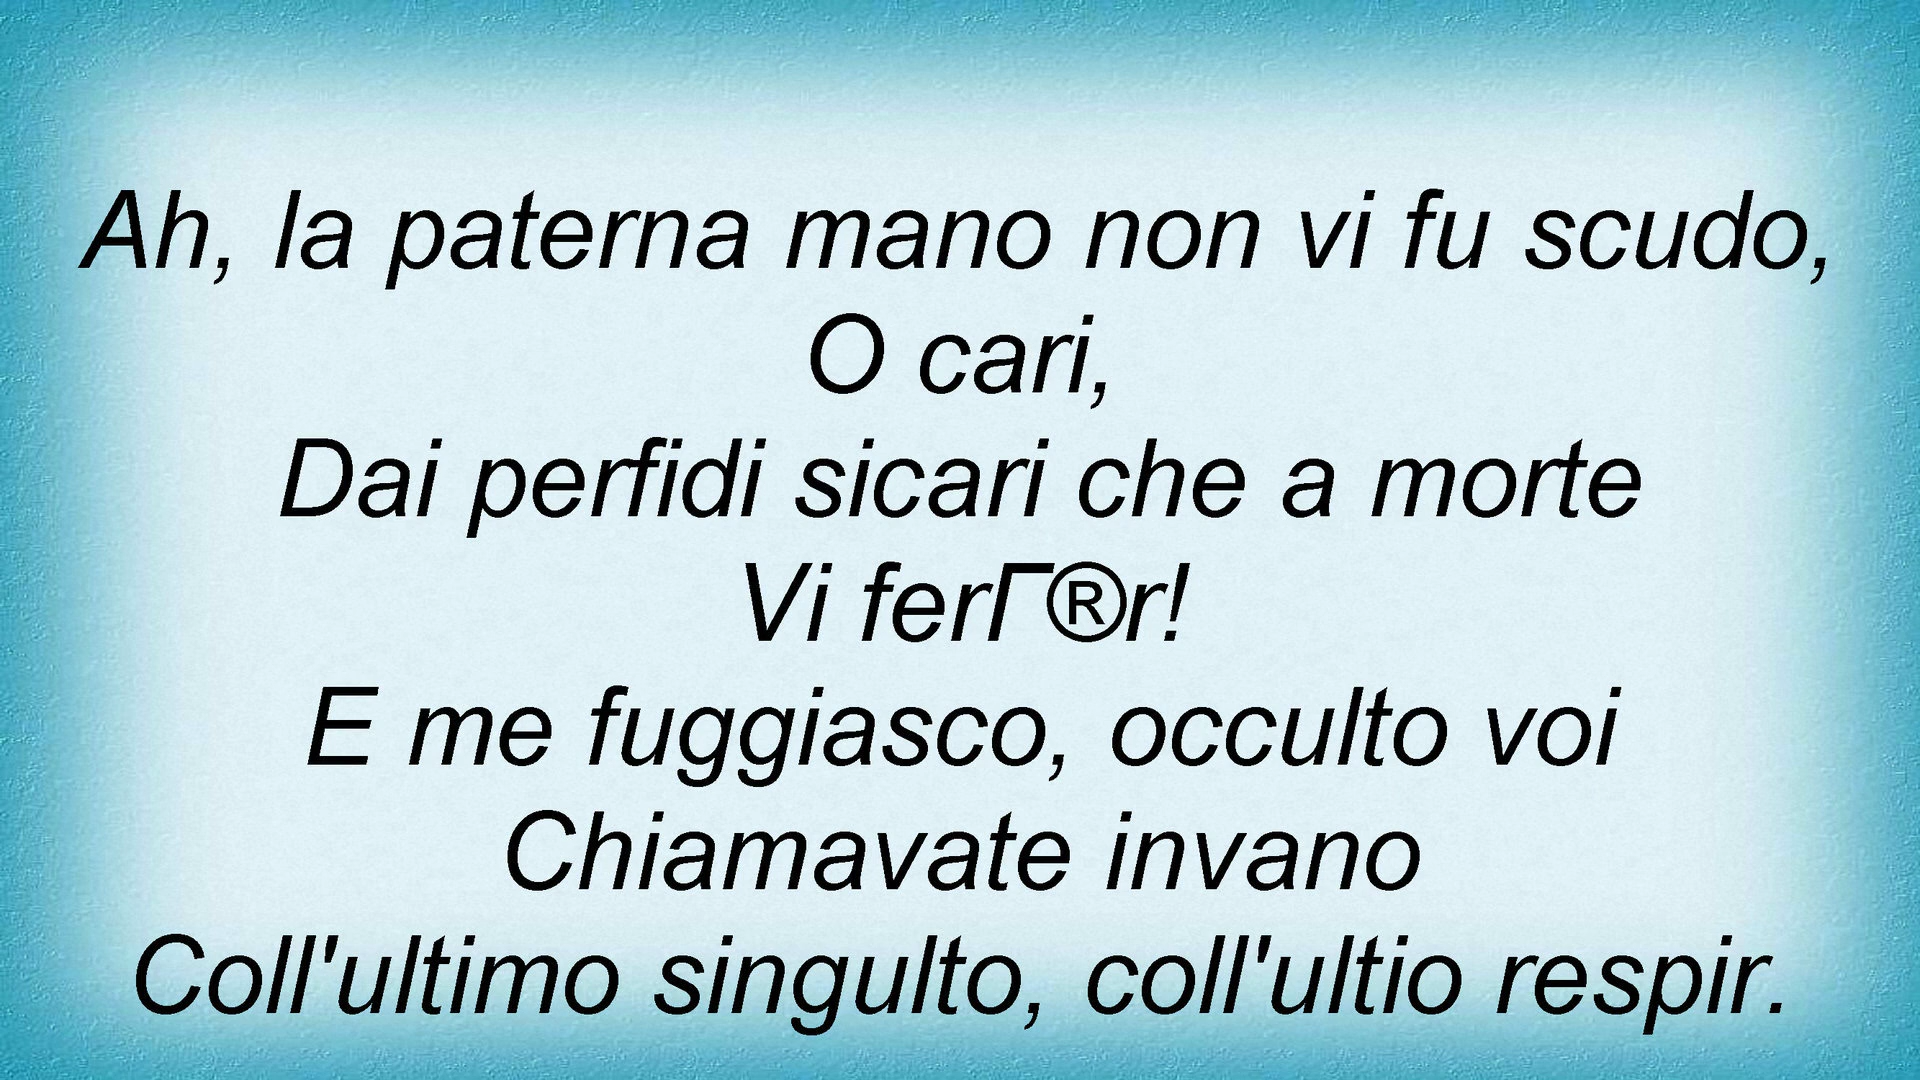 Ah, la paterna mano non vi fu scudo,
O cari,
Dai perfidi sicari che a morte
Vi ferГ®r!
E me fuggiasco, occulto voi
Chiamavate invano
Coll'ultimo singulto, coll'ultio respir.